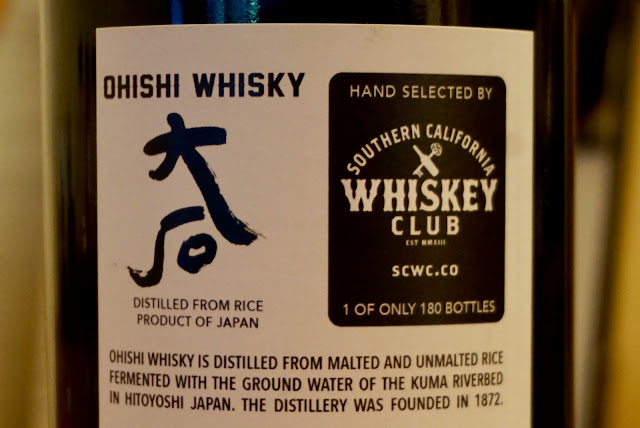 OHISHI WHISKY
大石
DISTILLED FROM RICE
PRODUCT OF JAPAN
HAND SELECTED BY
SOUTHERN CALIFORNIA
WHISKEY
CLUB
EST MMXIII
SCWC.CO
1 OF ONLY 180 BOTTLES
OHISHI WHISKY IS DISTILLED FROM MALTED AND UNMALTED RICE
FERMENTED WITH THE GROUND WATER OF THE KUMA RIVERBED
IN HITOYOSHI JAPAN. THE DISTILLERY WAS FOUNDED IN 1872.